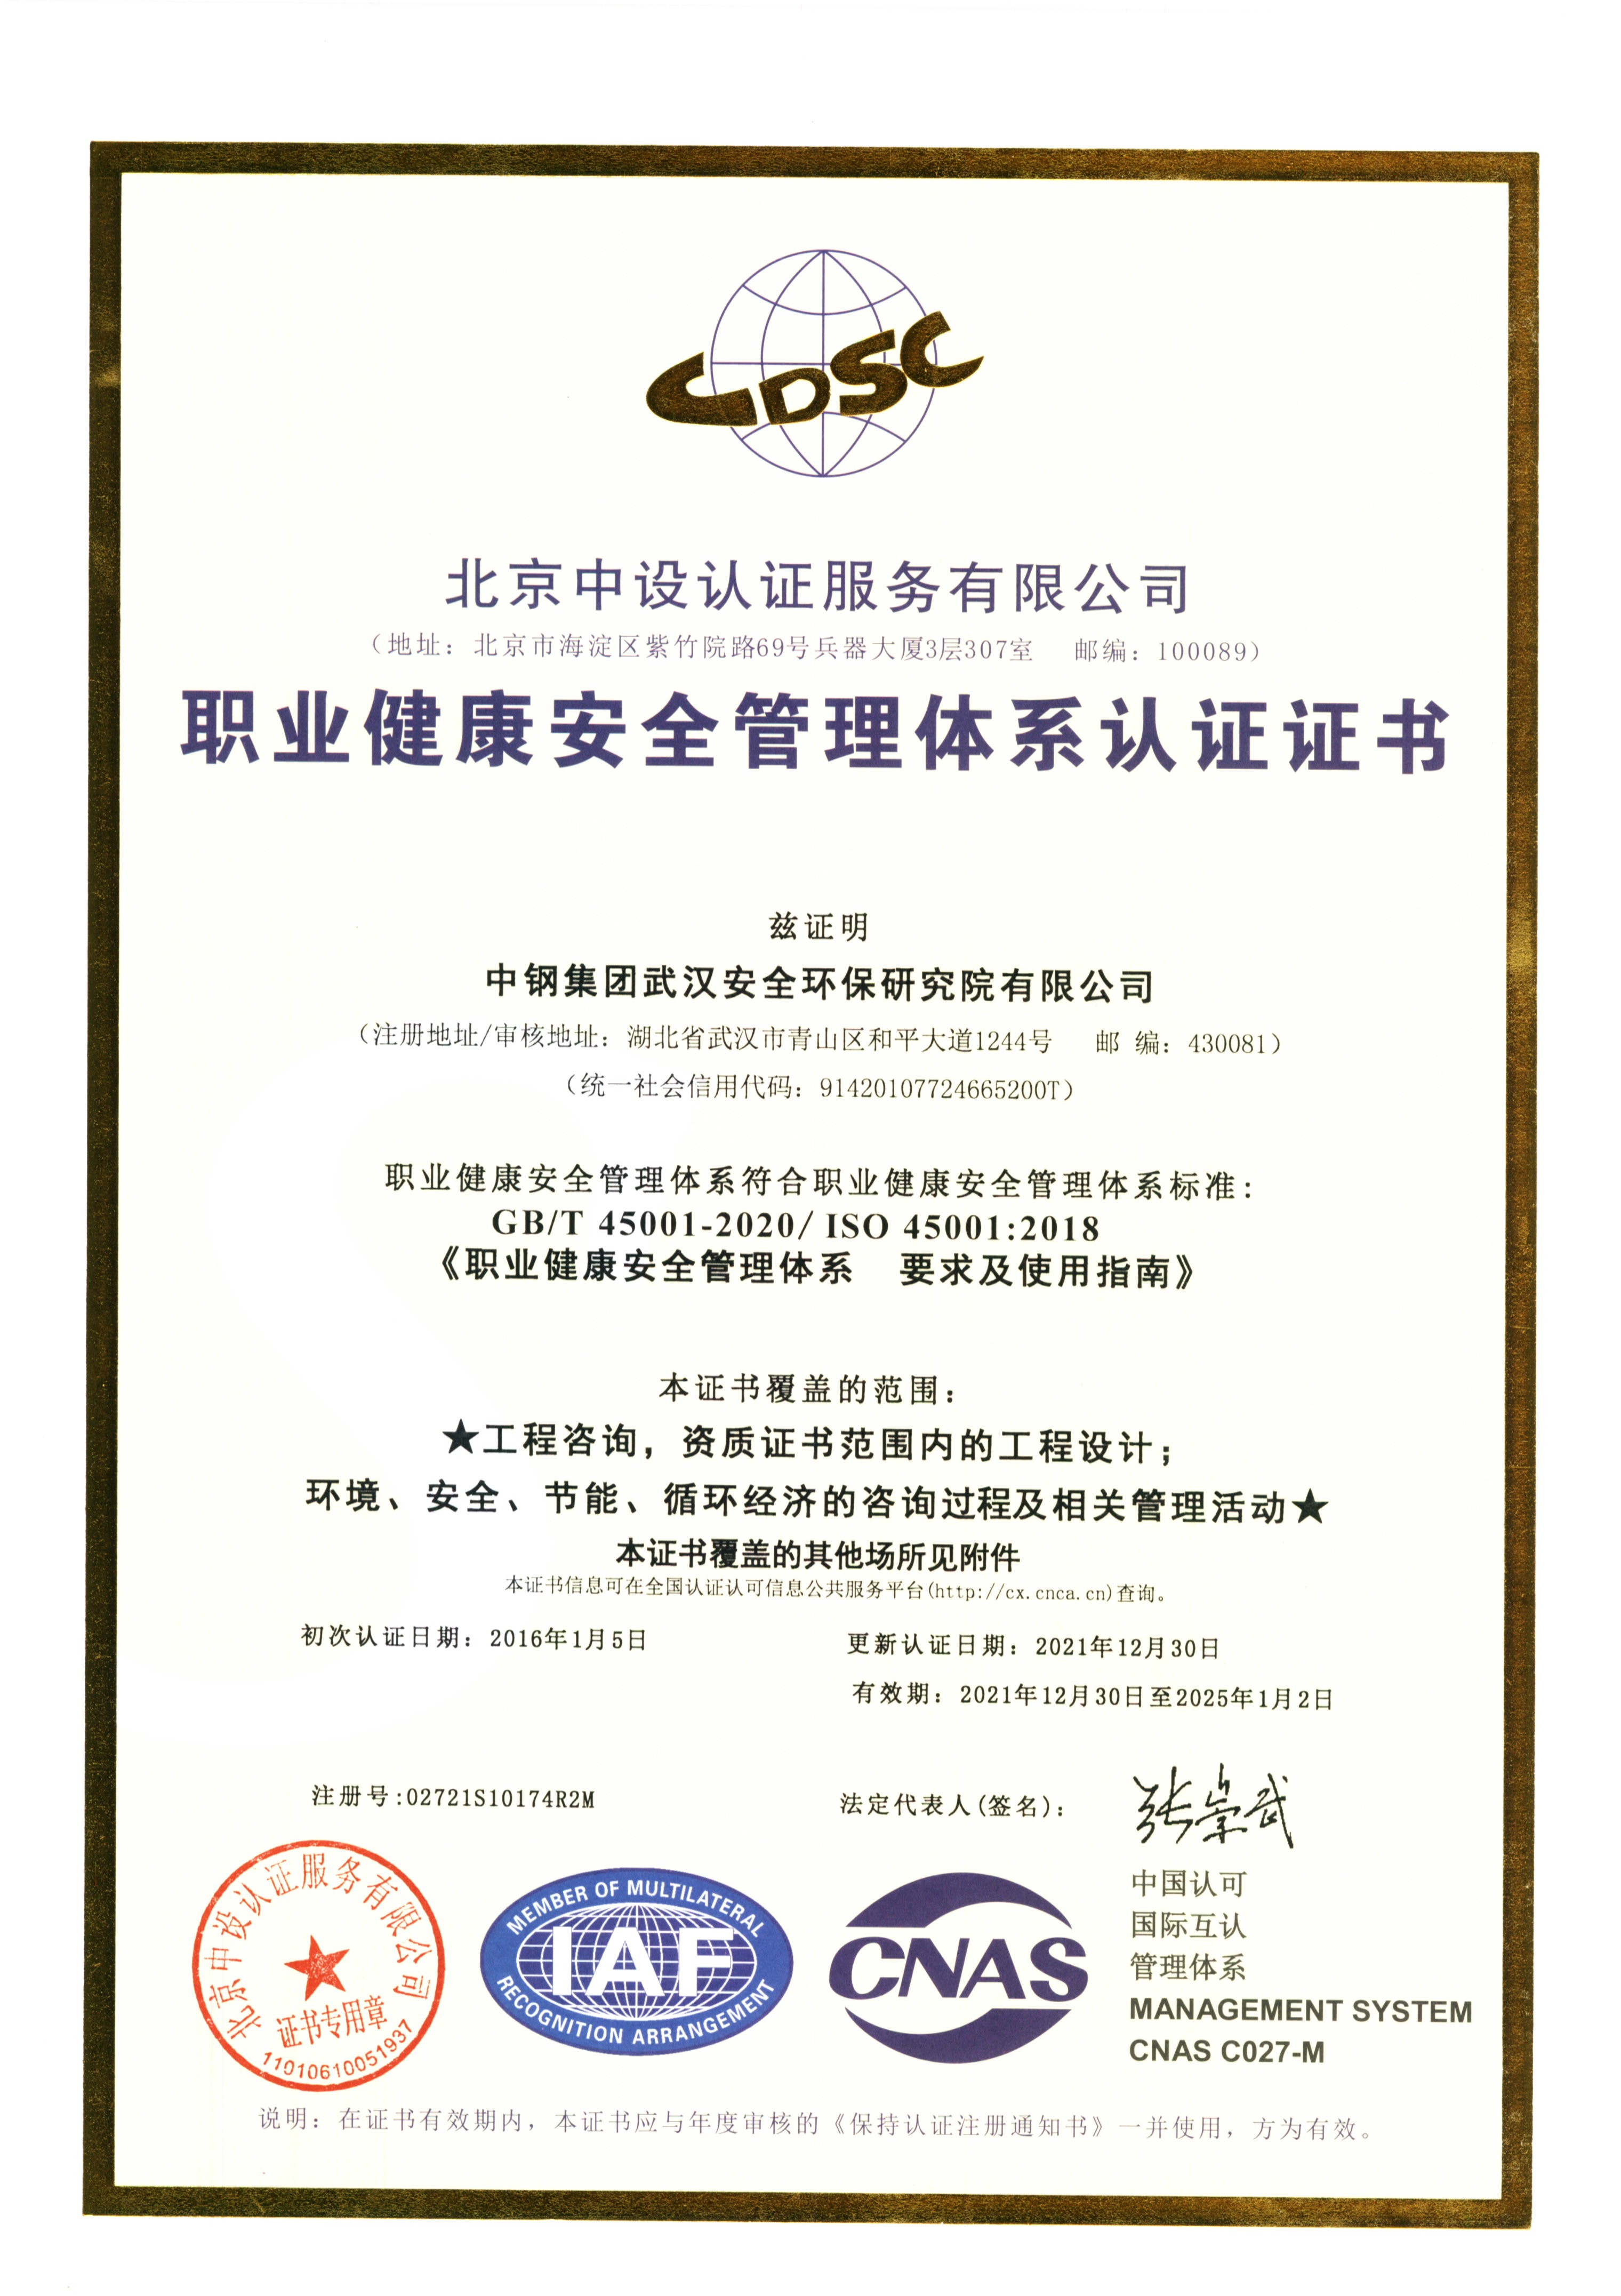 CDSC
北京中设认证服务有限公司
（地址：北京市海淀区紫竹院路69号兵器大厦3层307室 邮编：100089）
职业健康安全管理体系认证证书
兹证明
中钢集团武汉安全环保研究院有限公司
（注册地址/审核地址：湖北省武汉市青山区和平大道1244号 邮 编：430081）
（统一社会信用代码：91420107724665200T）
职业健康安全管理体系符合职业健康安全管理体系标准：
GB/T 45001-2020/ ISO 45001:2018
《职业健康安全管理体系 要求及使用指南》
本证书覆盖的范围：
★工程咨询，资质证书范围内的工程设计；
环境、安全、节能、循环经济的咨询过程及相关管理活动★
本证书覆盖的其他场所见附件
本证书信息可在全国认证认可信息公共服务平台(http://cx.cnca.cn)查询。
初次认证日期：2016年1月5日
更新认证日期：2021年12月30日
有效期：2021年12月30日至2025年1月2日
注册号:02721S10174R2M
法定代表人(签名)：
张崇武
北京中设认证服务有限公司
证书专用章
1101061005193​7
MEMBER OF MULTILATERAL
IAF
RECOGNITION ARRANGEMENT
CNAS
中国认可
国际互认
管理体系
MANAGEMENT SYSTEM
CNAS C027-M
说明：在证书有效期内，本证书应与年度审核的《保持认证注册通知书》一并使用，方为有效。